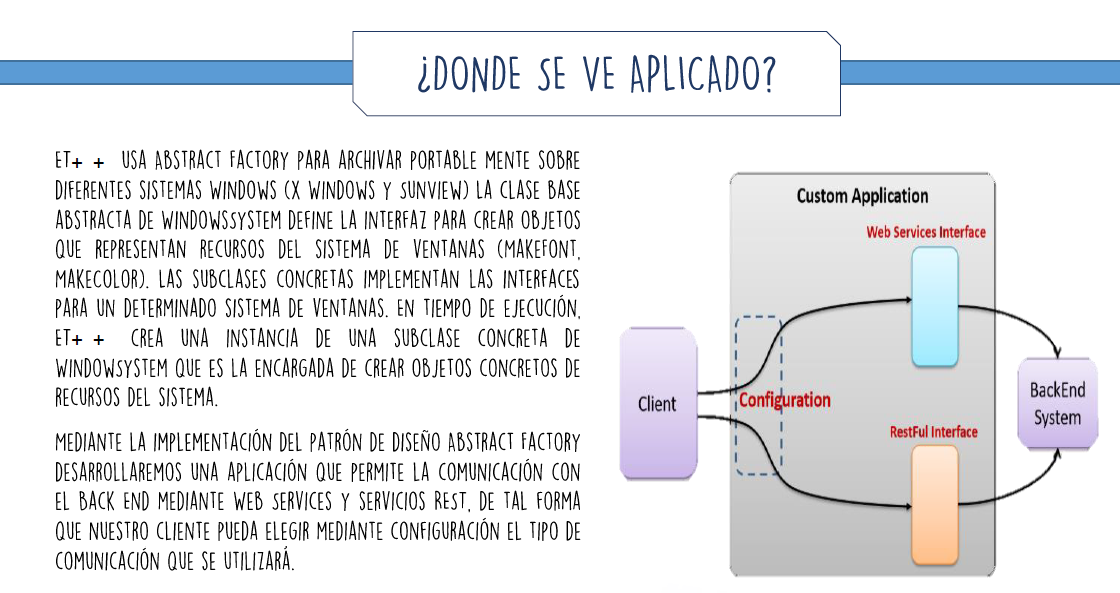 ¿DONDE SE VE APLICADO?
ET+ + USA ABSTRACT FACTORY PARA ARCHIVAR PORTABLE MENTE SOBRE
DIFERENTES SISTEMAS WINDOWS (X WINDOWS Y SUNVIEW) LA CLASE BASE
ABSTRACTA DE WINDOWSSYSTEM DEFINE LA INTERFAZ PARA CREAR OBJETOS
QUE REPRESENTAN RECURSOS DEL SISTEMA DE VENTANAS (MAKEFONT,
MAKECOLOR). LAS SUBCLASES CONCRETAS IMPLEMENTAN LAS INTERFACES
PARA UN DETERMINADO SISTEMA DE VENTANAS. EN TIEMPO DE EJECUCIÓN,
ET+ + CREA UNA INSTANCIA DE UNA SUBCLASE CONCRETA DE
WINDOWSYSTEM QUE ES LA ENCARGADA DE CREAR OBJETOS CONCRETOS DE
RECURSOS DEL SISTEMA.
MEDIANTE LA IMPLEMENTACIÓN DEL PATRÓN DE DISEÑO ABSTRACT FACTORY
DESARROLLAREMOS UNA APLICACIÓN QUE PERMITE LA COMUNICACIÓN CON
EL BACK END MEDIANTE WEB SERVICES Y SERVICIOS REST, DE TAL FORMA
QUE NUESTRO CLIENTE PUEDA ELEGIR MEDIANTE CONFIGURACIÓN EL TIPO DE
COMUNICACIÓN QUE SE UTILIZARÁ.
Custom Application
Web Services Interface
Client
Configuration
BackEnd
System
RestFul Interface